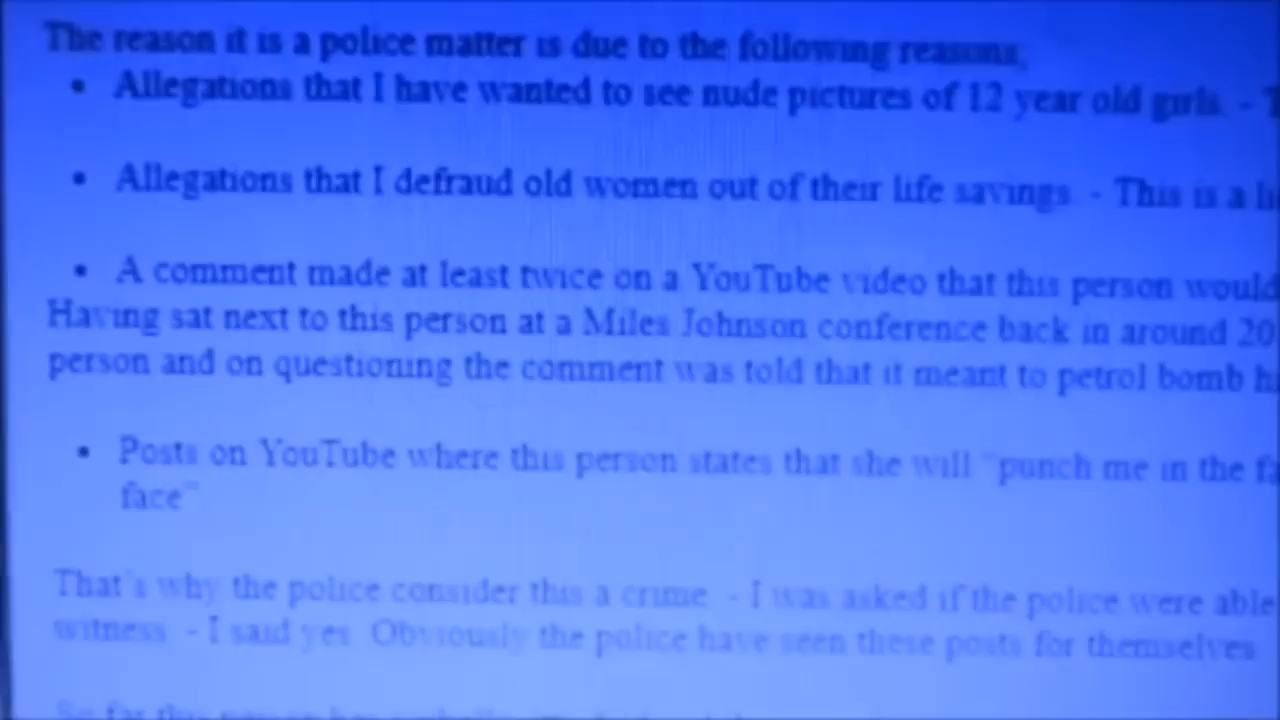 The reason it is a police matter is due to the following reasons,
• Allegations that I have wanted to see nude pictures of 12 year old girls. -
• Allegations that I defraud old women out of their life savings. - This is a
• A comment made at least twice on a YouTube video that this person would
Having sat next to this person at a Miles Johnson conference back in around 20
person and on questioning the comment was told that it meant to petrol bomb
• Posts on YouTube where this person states that she will "punch me in the
face"
That's why the police consider this a crime - I was asked if the police were able
witness - I said yes. Obviously the police have seen these posts for themselves
So far this person has